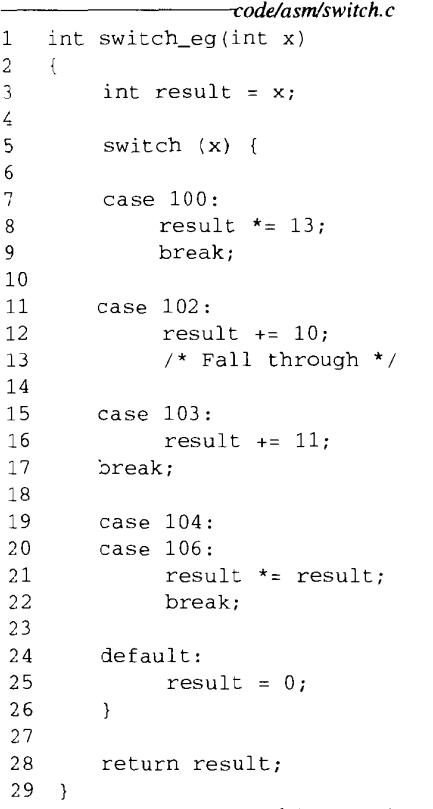 code/asm/switch.c
1 int switch_eg(int x)
2 {
3 int result = x;
4
5 switch (x) {
6
7 case 100:
8 result *= 13;
9 break;
10
11 case 102:
12 result += 10;
13 /* Fall through */
14
15 case 103:
16 result += 11;
17 break;
18
19 case 104:
20 case 106:
21 result *= result;
22 break;
23
24 default:
25 result = 0;
26 }
27
28 return result;
29 }